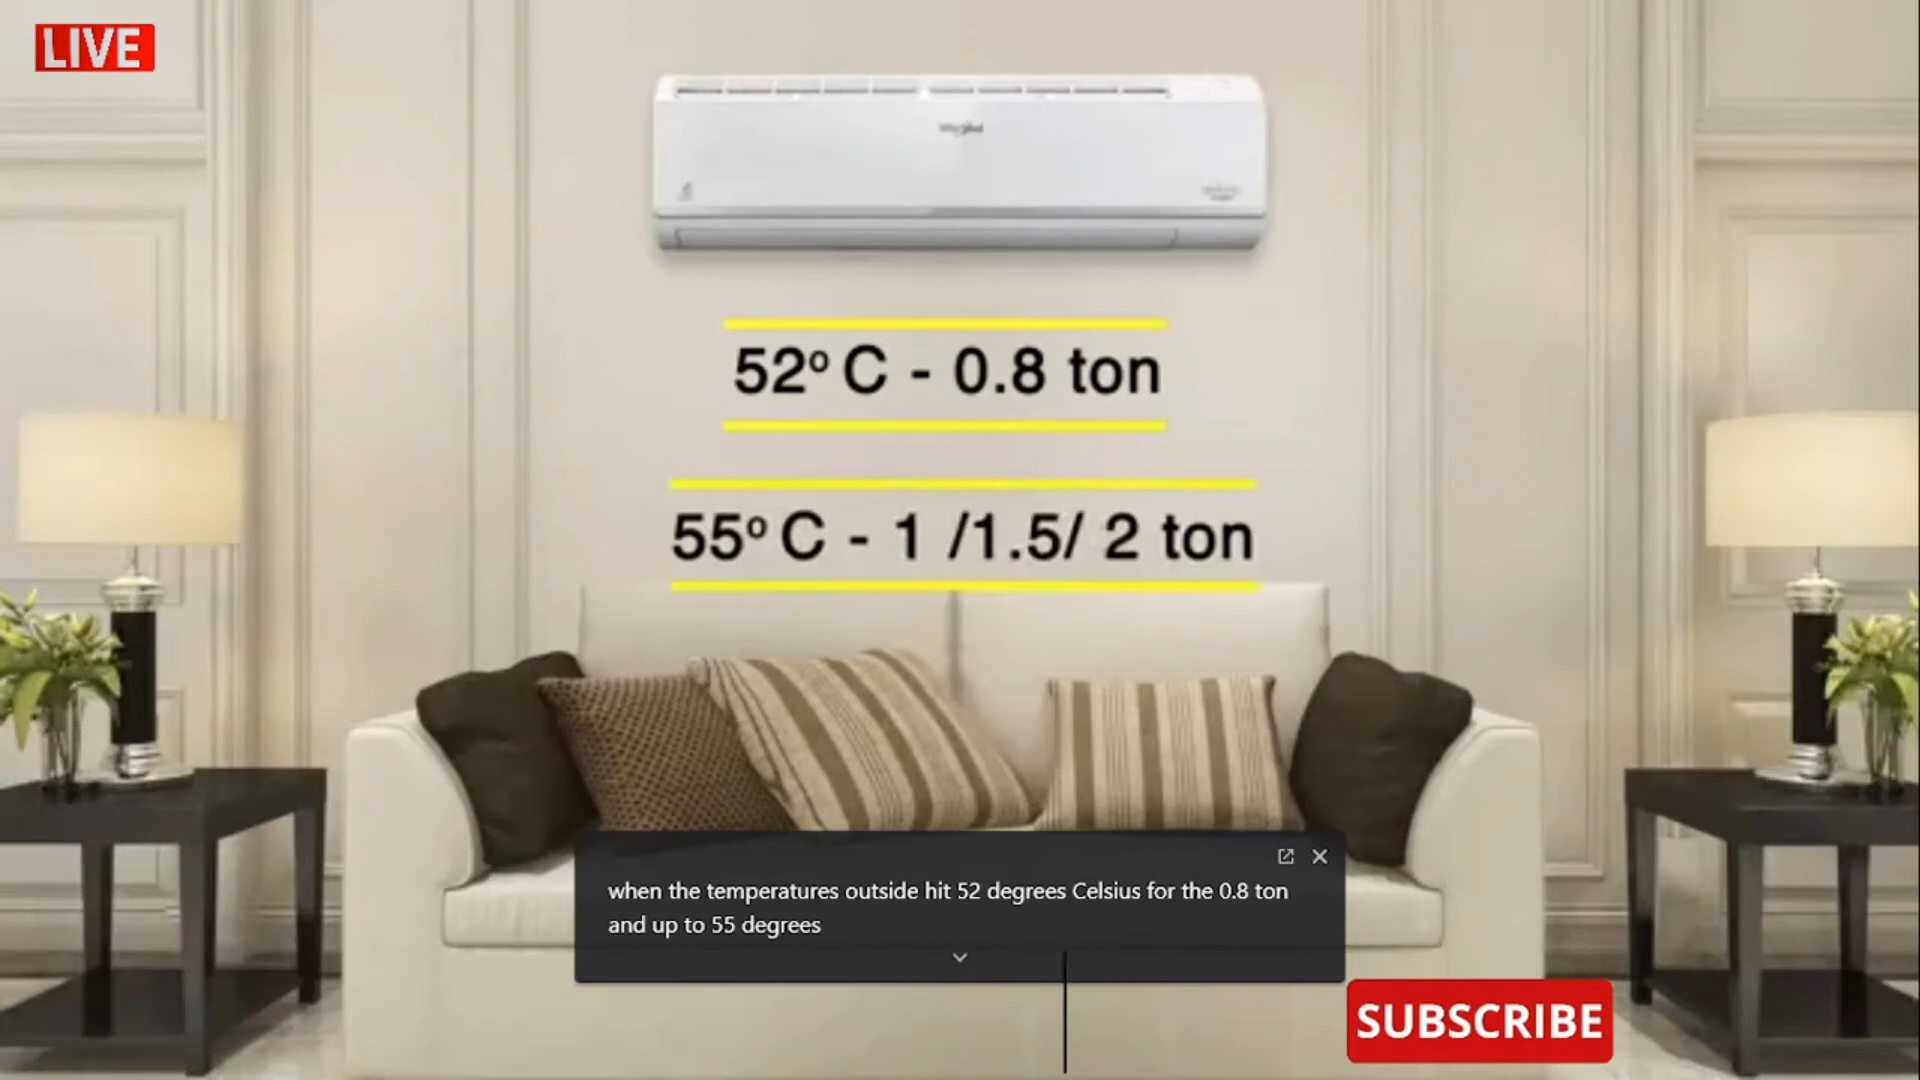 LIVE
Whirlpool
52° C - 0.8 ton
55° C - 1 /1.5/ 2 ton
when the temperatures outside hit 52 degrees Celsius for the 0.8 ton
and up to 55 degrees
SUBSCRIBE